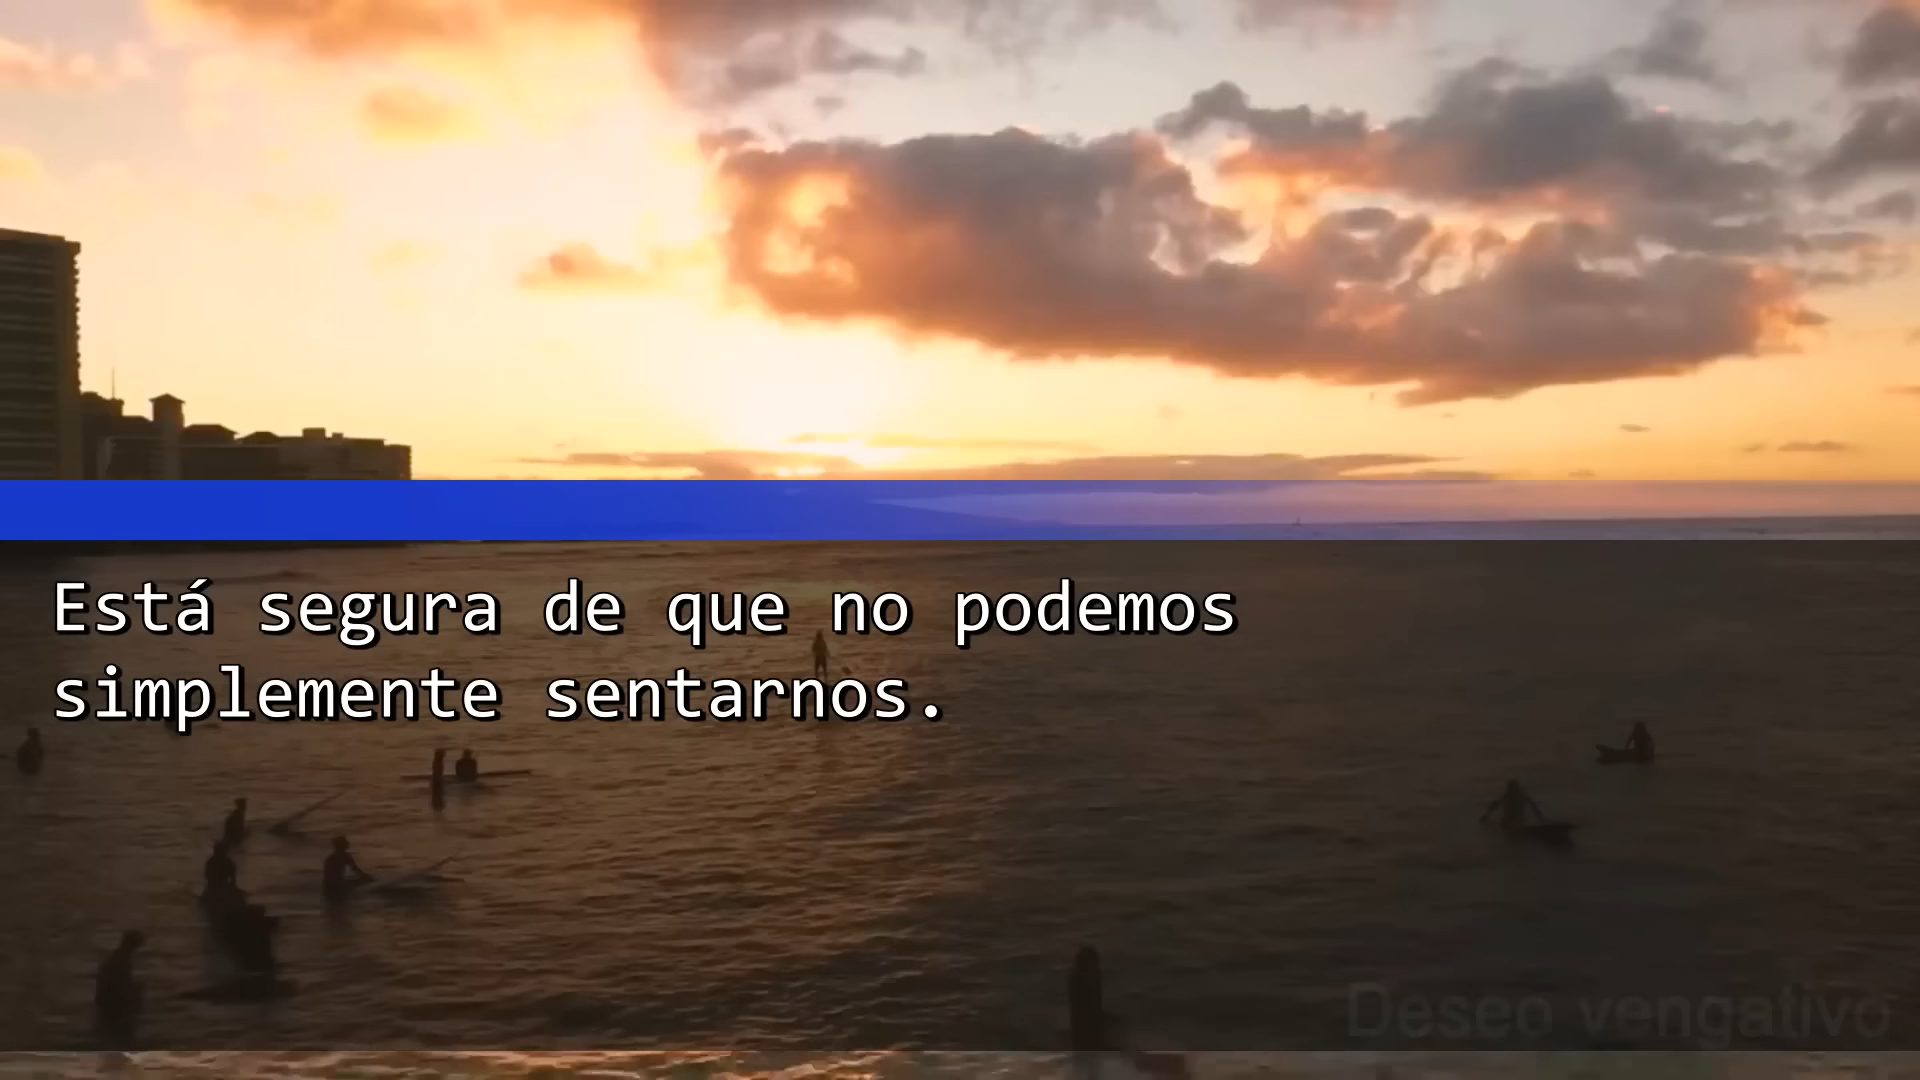 Está segura de que no podemos
simplemente sentarnos.
Deseo vengativo